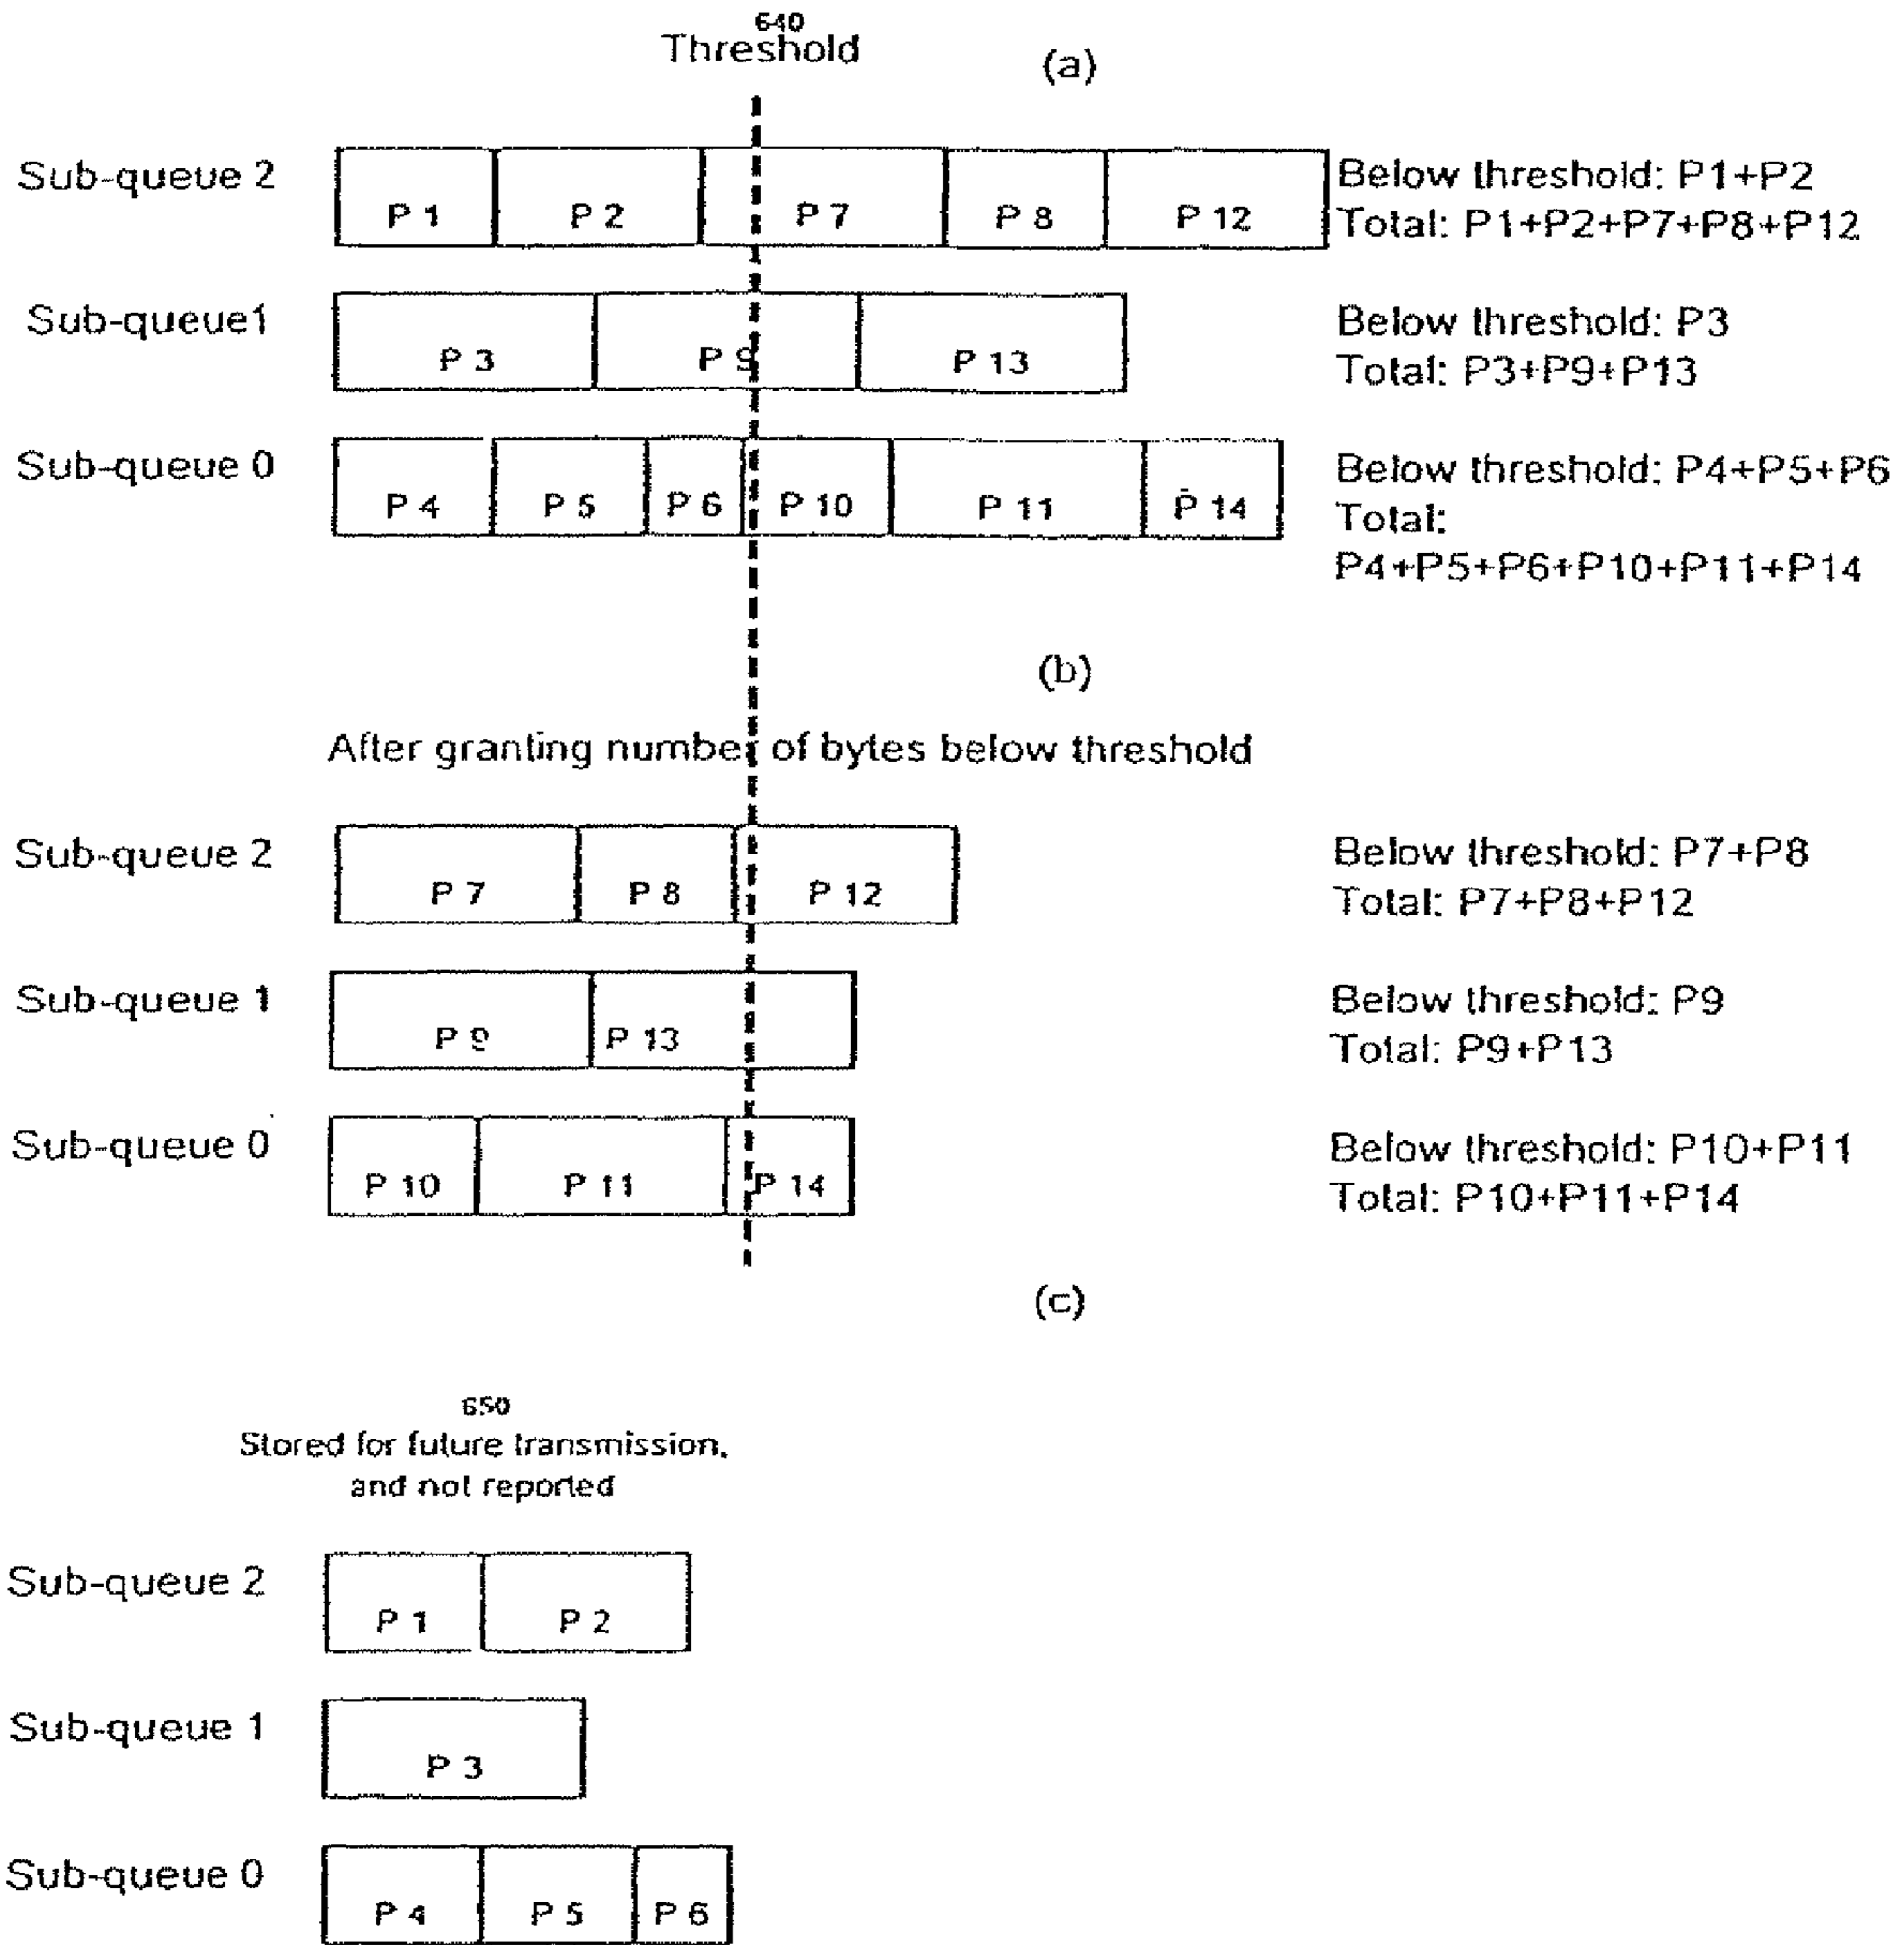 640
Threshold
(a)
Sub-queue 2
P 1
P 2
P 7
P 8
P 12
Below threshold: P1+P2
Total: P1+P2+P7+P8+P12
Sub-queue1
P 3
P 9
P 13
Below threshold: P3
Total: P3+P9+P13
Sub-queue 0
P 4
P 5
P 6
P 10
P 11
P 14
Below threshold: P4+P5+P6
Total:
P4+P5+P6+P10+P11+P14
(b)
After granting number of bytes below threshold
Sub-queue 2
P 7
P 8
P 12
Below threshold: P7+P8
Total: P7+P8+P12
Sub-queue 1
P 9
P 13
Below threshold: P9
Total: P9+P13
Sub-queue 0
P 10
P 11
P 14
Below threshold: P10+P11
Total: P10+P11+P14
(c)
650
Stored for future transmission,
and not reported
Sub-queue 2
P 1
P 2
Sub-queue 1
P 3
Sub-queue 0
P 4
P 5
P 6